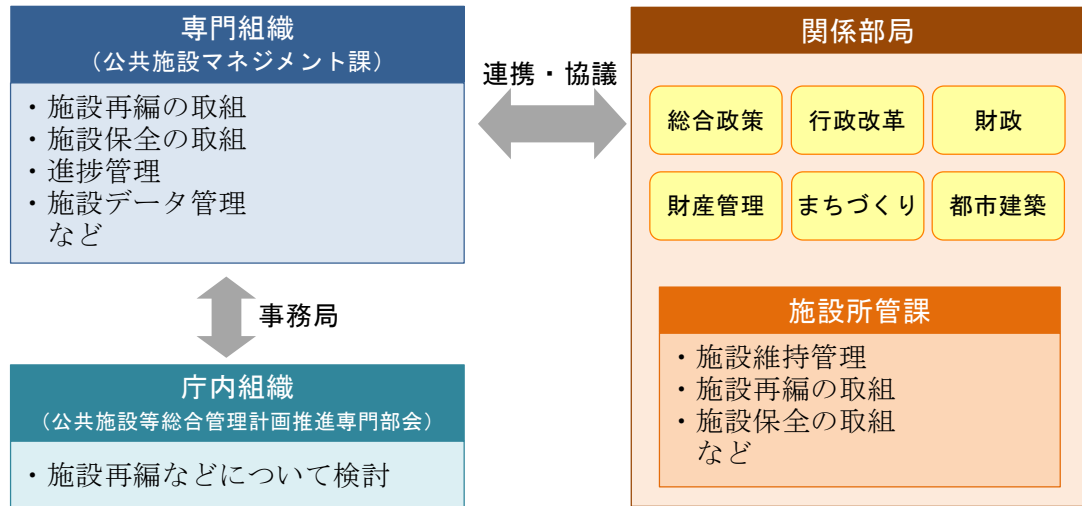 専門組織
（公共施設マネジメント課）
・施設再編の取組
・施設保全の取組
・進捗管理
・施設データ管理
など
連携・協議
事務局
庁内組織
（公共施設等総合管理計画推進専門部会）
・施設再編などについて検討
関係部局
総合政策
行政改革
財政
財産管理
まちづくり
都市建築
施設所管課
・施設維持管理
・施設再編の取組
・施設保全の取組
など